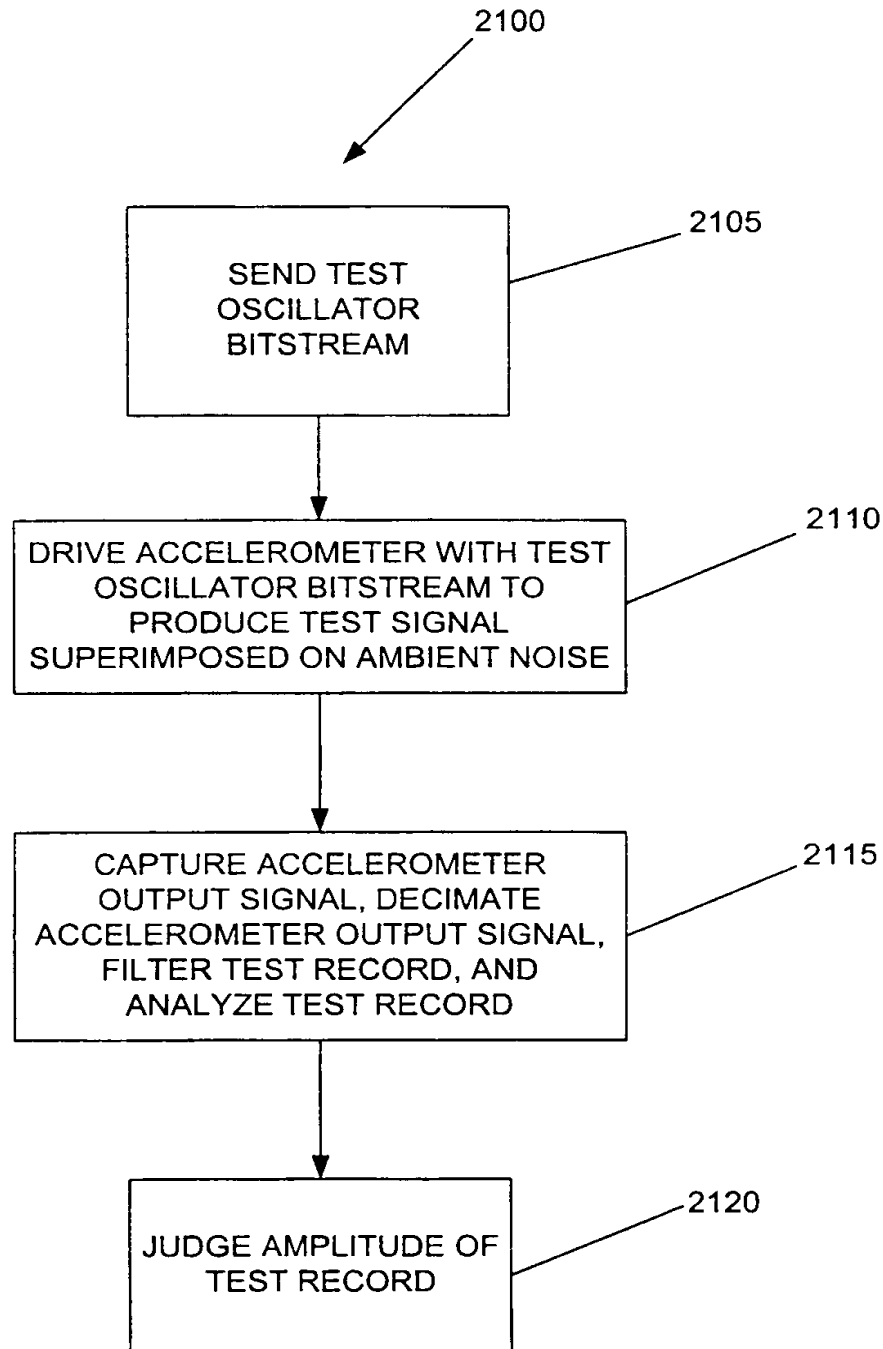 2100
2105
SEND TEST
OSCILLATOR
BITSTREAM
2110
DRIVE ACCELEROMETER WITH TEST
OSCILLATOR BITSTREAM TO
PRODUCE TEST SIGNAL
SUPERIMPOSED ON AMBIENT NOISE
2115
CAPTURE ACCELEROMETER
OUTPUT SIGNAL, DECIMATE
ACCELEROMETER OUTPUT SIGNAL,
FILTER TEST RECORD, AND
ANALYZE TEST RECORD
2120
JUDGE AMPLITUDE OF
TEST RECORD